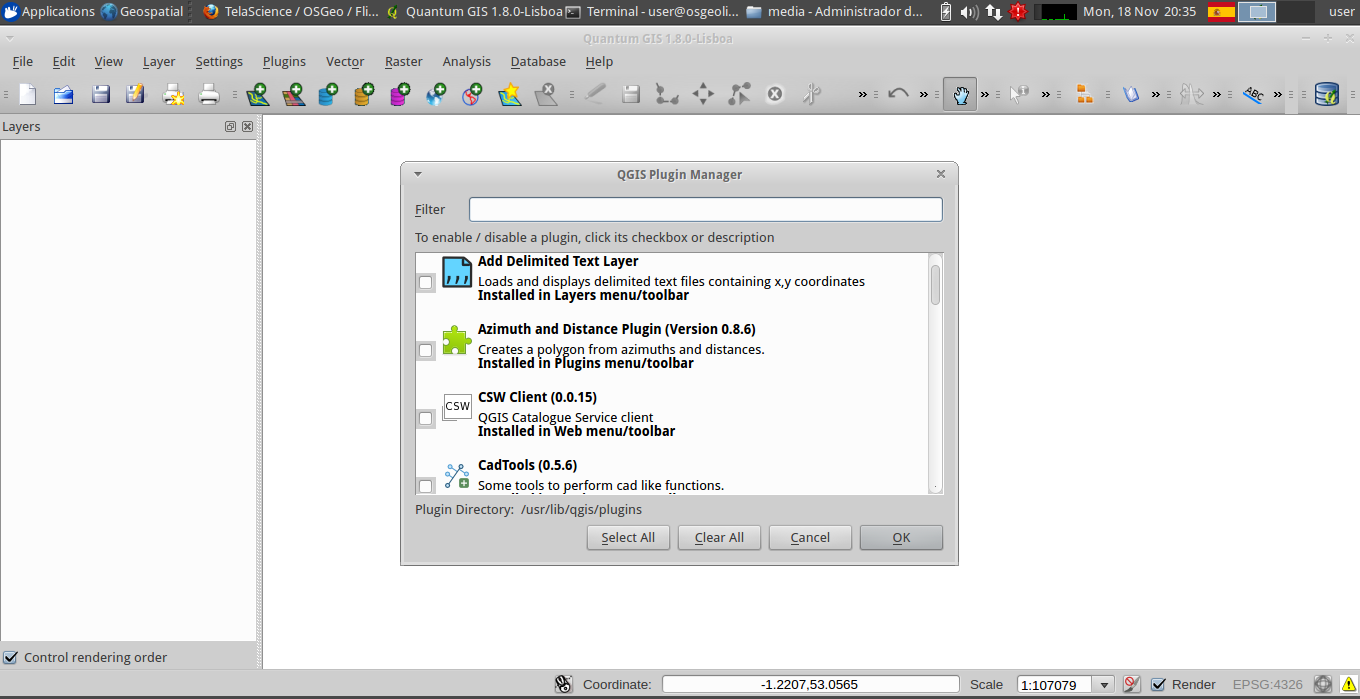 Applications Geospatial TelaScience / OSGeo / Fli... Quantum GIS 1.8.0-Lisboa Terminal - user@osgeoli... media - Administrador d... Mon, 18 Nov 20:35 user
Quantum GIS 1.8.0-Lisboa
File Edit View Layer Settings Plugins Vector Raster Analysis Database Help
ABC
Layers
QGIS Plugin Manager
Filter
To enable / disable a plugin, click its checkbox or description
Add Delimited Text Layer
Loads and displays delimited text files containing x,y coordinates
Installed in Layers menu/toolbar
Azimuth and Distance Plugin (Version 0.8.6)
Creates a polygon from azimuths and distances.
Installed in Plugins menu/toolbar
CSW
CSW Client (0.0.15)
QGIS Catalogue Service client
Installed in Web menu/toolbar
CadTools (0.5.6)
Some tools to perform cad like functions.
Plugin Directory: /usr/lib/qgis/plugins
Select All Clear All Cancel OK
Control rendering order
Coordinate: -1.2207,53.0565 Scale 1:107079 Render EPSG:4326